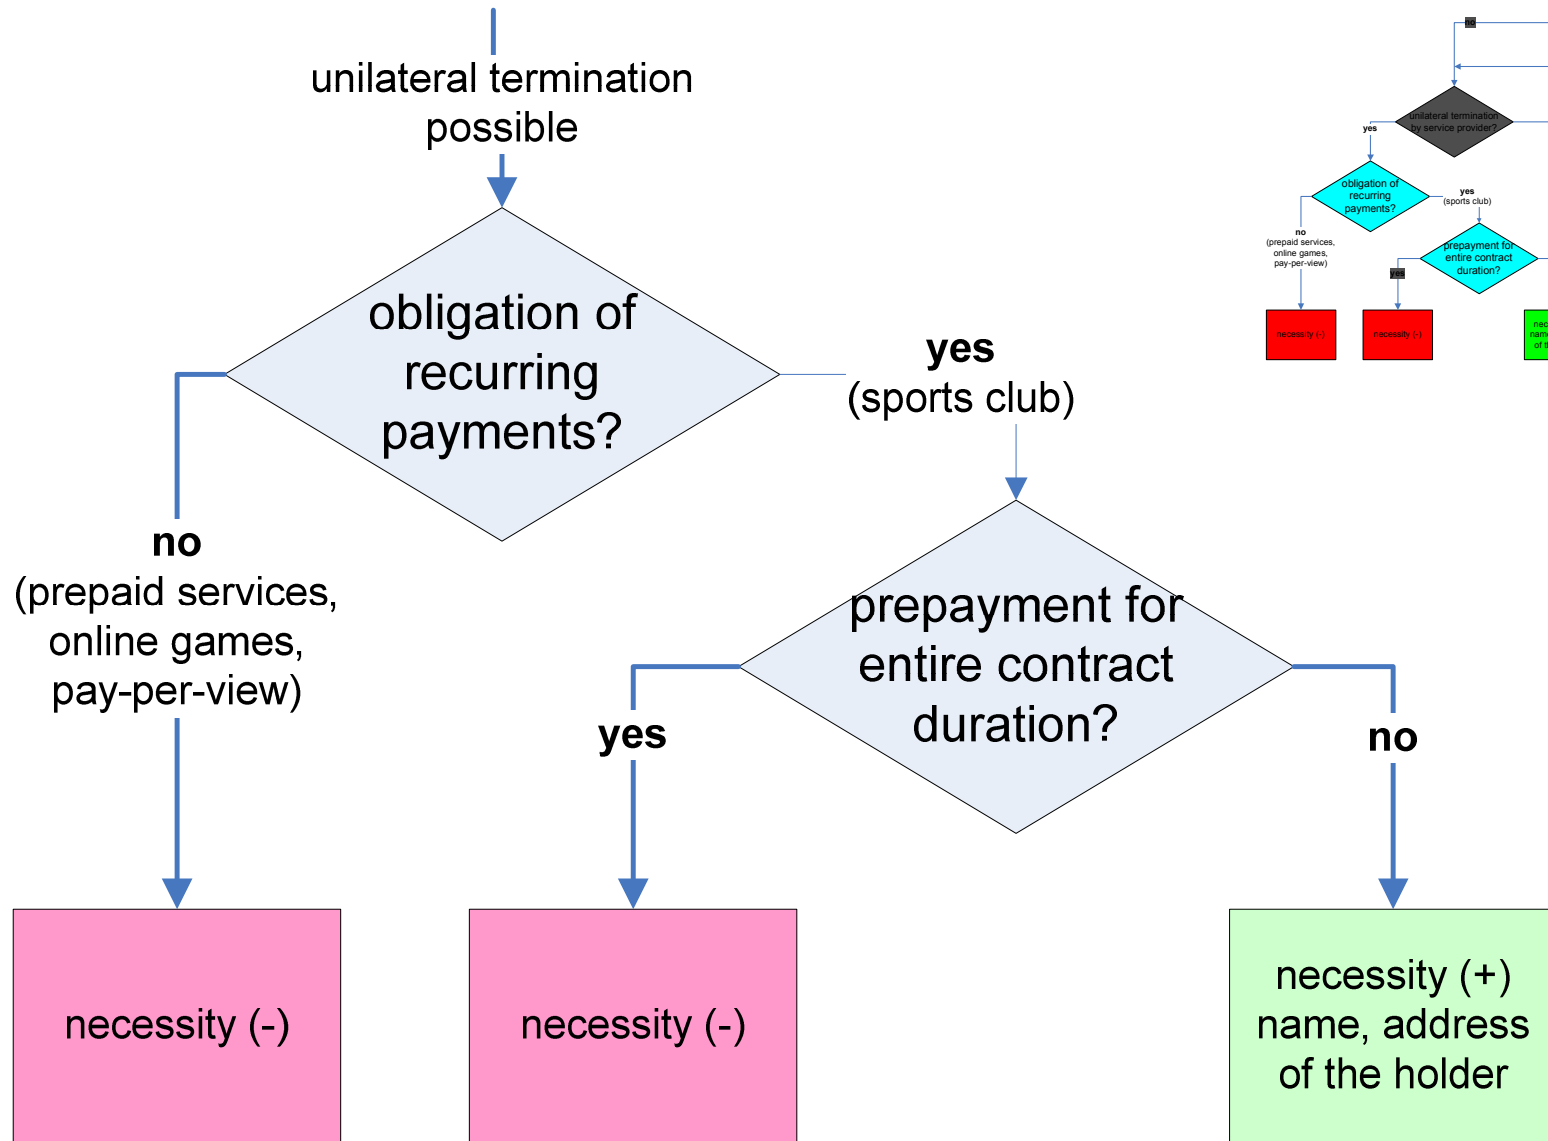 unilateral termination
possible
obligation of
recurring
payments?
yes
(sports club)
no
(prepaid services,
online games,
pay-per-view)
prepayment for
entire contract
duration?
yes
no
necessity (-)
necessity (-)
necessity (+)
name, address
of the holder
no
unilateral termination
by service provider?
yes
obligation of
recurring
payments?
yes
(sports club)
no
(prepaid services,
online games,
pay-per-view)
prepayment for
entire contract
duration?
yes
necessity (-)
necessity (-)